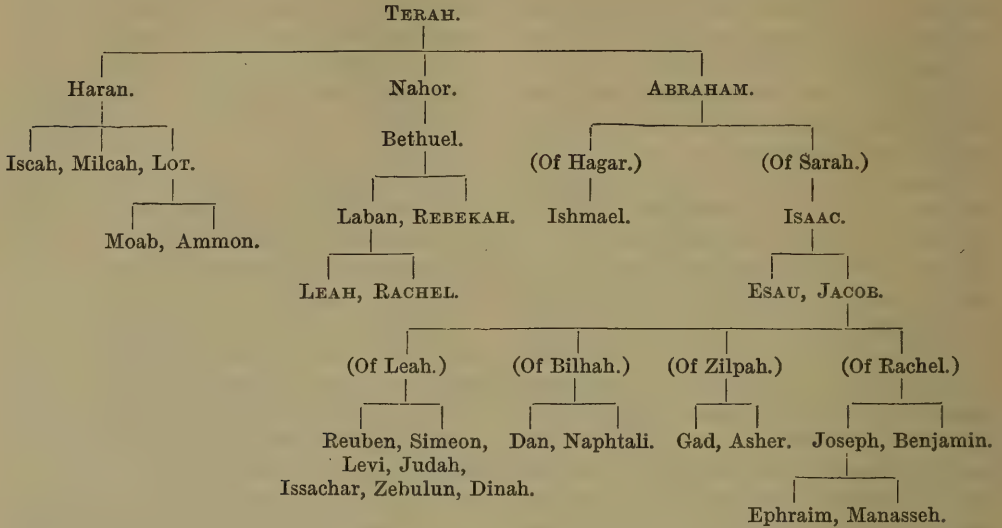 TERAH.
Haran. Nahor. ABRAHAM.
Bethuel.
Iscah, Milcah, LOT. (Of Hagar.) (Of Sarah.)
Laban, REBEKAH. Ishmael. ISAAC.
Moab, Ammon.
LEAH, RACHEL. ESAU, JACOB.
(Of Leah.) (Of Bilhah.) (Of Zilpah.) (Of Rachel.)
Reuben, Simeon, Dan, Naphtali. Gad, Asher. Joseph, Benjamin.
Levi, Judah,
Issachar, Zebulun, Dinah.
Ephraim, Manasseh.